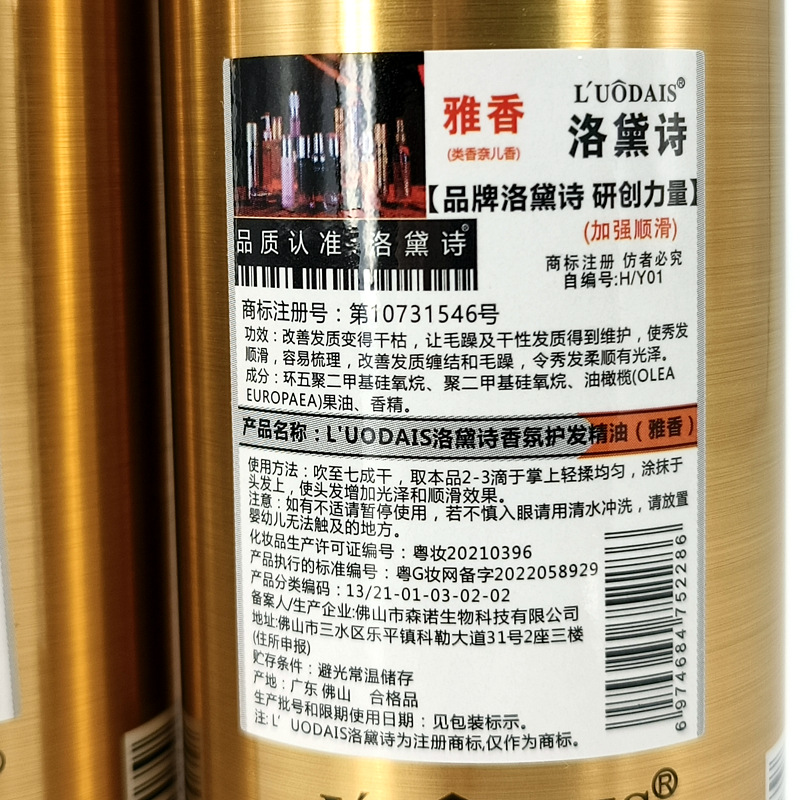 雅香
(类香奈儿香)
L'UÔDAIS®
洛黛诗
【品牌洛黛诗 研创力量】
(加强顺滑)
品质认准:洛黛诗®
商标注册 仿者必究
自编号:H/Y01
商标注册号：第10731546号
功效：改善发质变得干枯，让毛躁及干性发质得到维护，使秀发
顺滑，容易梳理，改善发质缠结和毛躁，令秀发柔顺有光泽。
成分：环五聚二甲基硅氧烷、聚二甲基硅氧烷、油橄榄(OLEA
EUROPAEA)果油、香精。
产品名称：L'UODAIS洛黛诗香氛护发精油（雅香）
使用方法：吹至七成干，取本品2-3滴于掌上轻揉均匀，涂抹于
头发上，使头发增加光泽和顺滑效果。
注意：如有不适请暂停使用，若不慎入眼请用清水冲洗，请放置
婴幼儿无法触及的地方。
化妆品生产许可证编号：粤妆20210396
产品执行的标准编号：粤G妆网备字2022058929
产品分类编码：13/21-01-03-02-02
备案人/生产企业:佛山市森诺生物科技有限公司
地址:佛山市三水区乐平镇科勒大道31号2座三楼
(住所申报)
贮存条件：避光常温储存
产地：广东 佛山 合格品
生产批号和限期使用日期：见包装标示。
注: L' UODAIS洛黛诗为注册商标,仅作为商标。
6 974684 752286